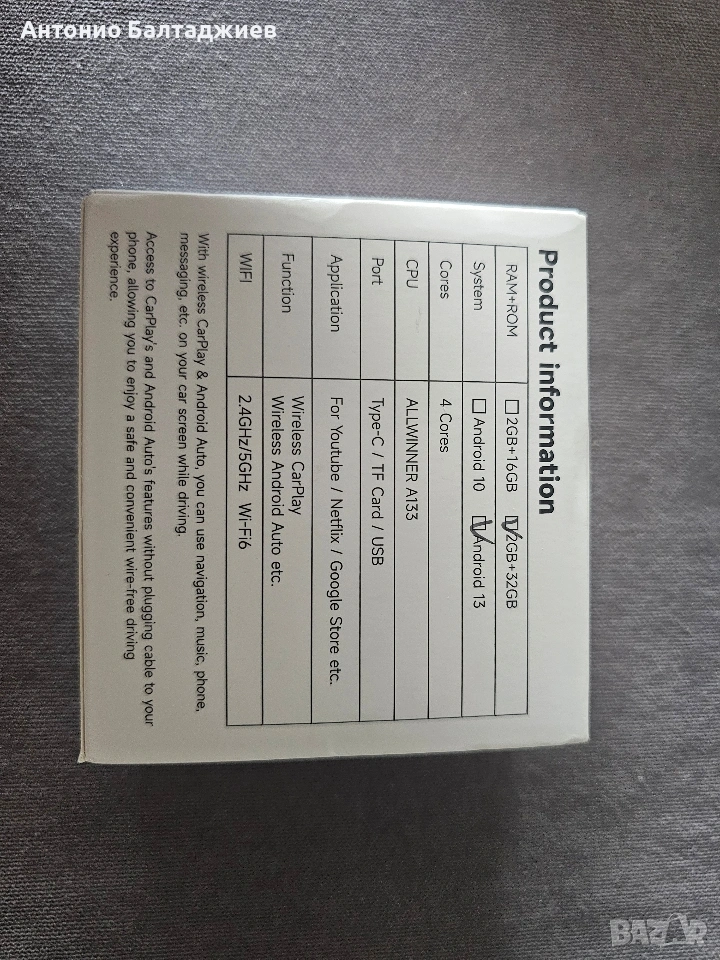 Антонио Балтаджиев
Product information
RAM+ROM 2GB+16GB 2GB+32GB
System Android 10 Android 13
Cores 4 Cores
CPU ALLWINNER A133
Port Type-C / TF Card / USB
Application For Youtube / Netflix / Google Store etc.
Function Wireless CarPlay
Wireless Android Auto etc.
WIFI 2.4GHz/5GHz Wi-Fi6
With wireless CarPlay & Android Auto, you can use navigation, music, phone,
messaging, etc. on your car screen while driving.
Access to CarPlay's and Android Auto's features without plugging cable to your
phone, allowing you to enjoy a safe and convenient wire-free driving
experience.
BAZAR